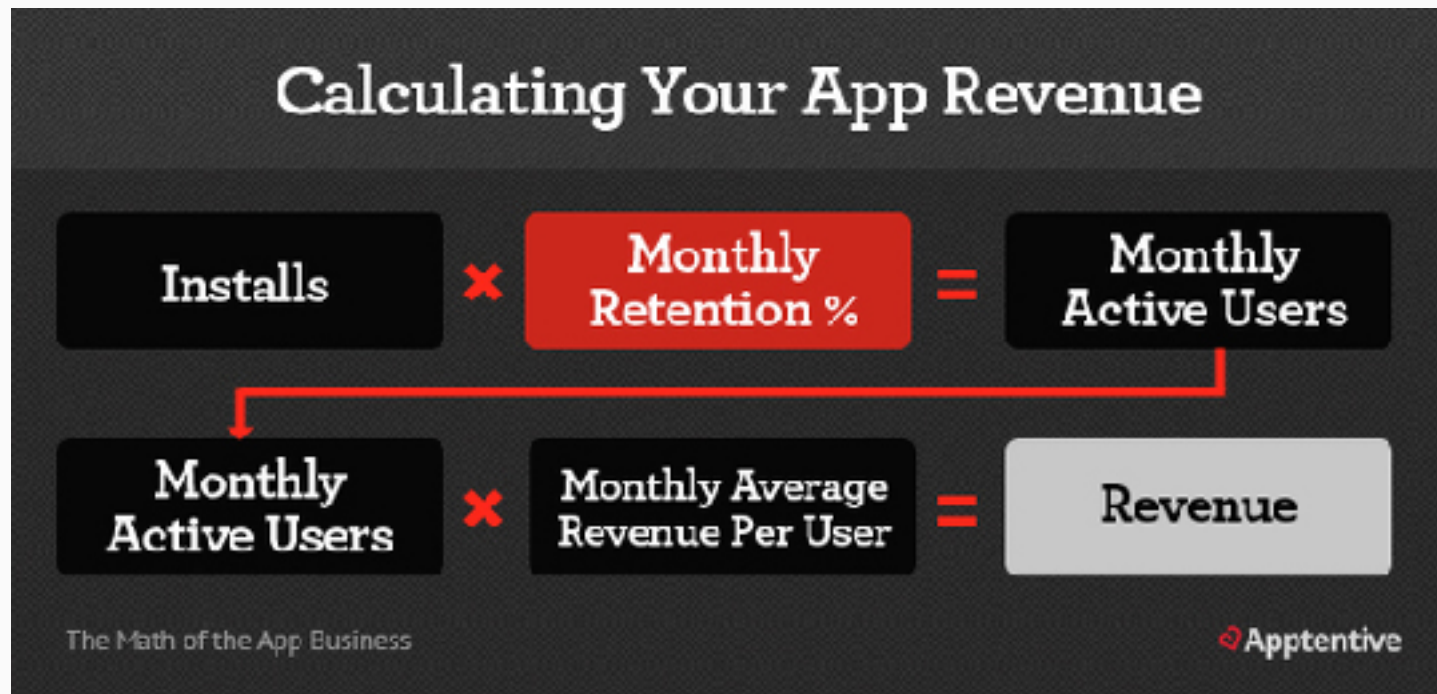 Calculating Your App Revenue
Installs × Monthly Retention % = Monthly Active Users
Monthly Active Users × Monthly Average Revenue Per User = Revenue
The Math of the App Business
Apptentive